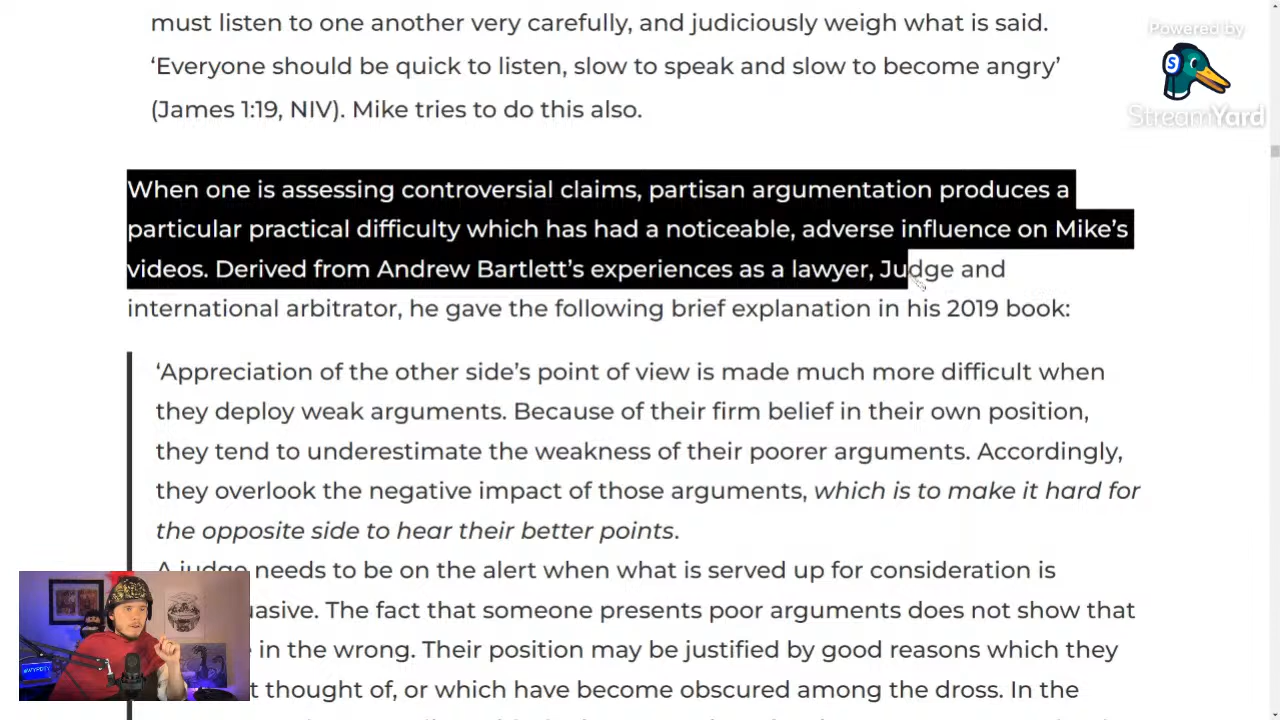 must listen to one another very carefully, and judiciously weigh what is said.
Powered by
‘Everyone should be quick to listen, slow to speak and slow to become angry’
S
(James 1:19, NIV). Mike tries to do this also.
StreamYard
When one is assessing controversial claims, partisan argumentation produces a
particular practical difficulty which has had a noticeable, adverse influence on Mike’s
videos. Derived from Andrew Bartlett’s experiences as a lawyer, Judge and
international arbitrator, he gave the following brief explanation in his 2019 book:
‘Appreciation of the other side’s point of view is made much more difficult when
they deploy weak arguments. Because of their firm belief in their own position,
they tend to underestimate the weakness of their poorer arguments. Accordingly,
they overlook the negative impact of those arguments, which is to make it hard for
the opposite side to hear their better points.
A judge needs to be on the alert when what is served up for consideration is
uasive. The fact that someone presents poor arguments does not show that
in the wrong. Their position may be justified by good reasons which they
t thought of, or which have become obscured among the dross. In the